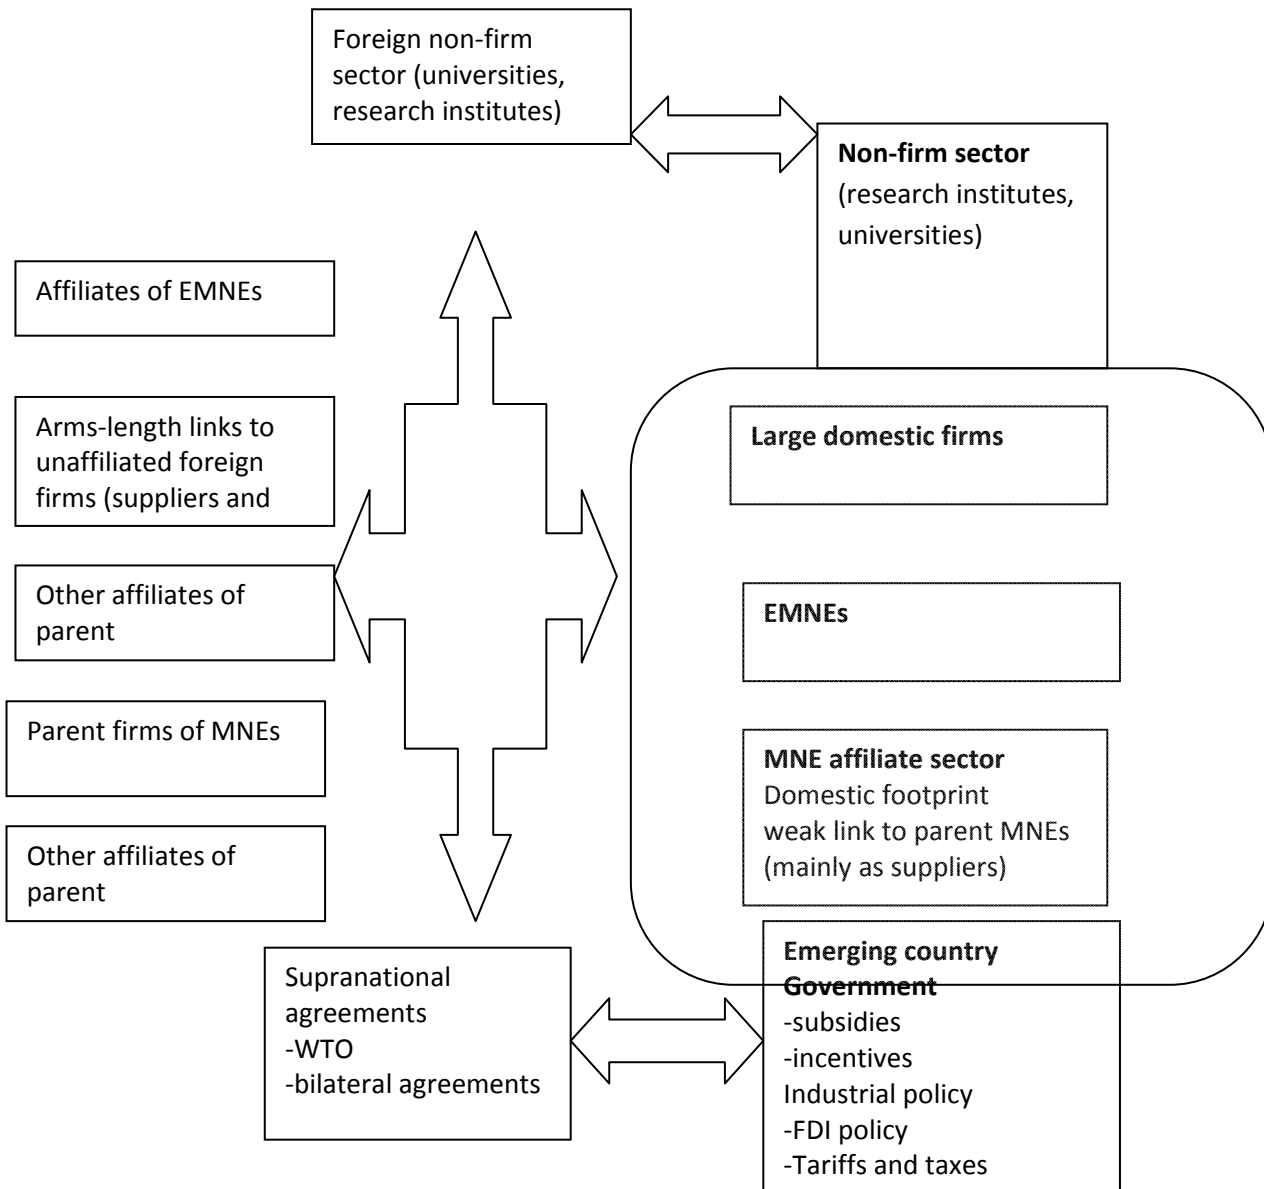 Foreign non-firm
sector (universities,
research institutes)
Non-firm sector
(research institutes,
universities)
Affiliates of EMNEs
Arms-length links to
unaffiliated foreign
firms (suppliers and
Other affiliates of
parent
Parent firms of MNEs
Other affiliates of
parent
Large domestic firms
EMNEs
MNE affiliate sector
Domestic footprint
weak link to parent MNEs
(mainly as suppliers)
Supranational
agreements
-WTO
-bilateral agreements
Emerging country
Government
-subsidies
-incentives
Industrial policy
-FDI policy
-Tariffs and taxes